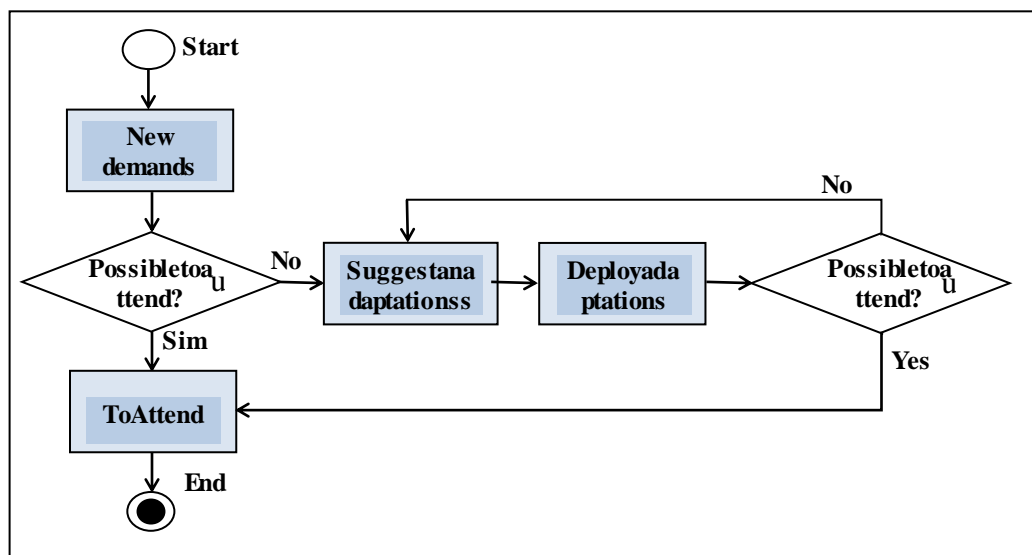 Start
New
demands
No
Possibletoa
ttend?
u
No
Suggestana
daptationss
Deployada
ptations
Possibletoa
ttend?
u
Sim
Yes
ToAttend
End